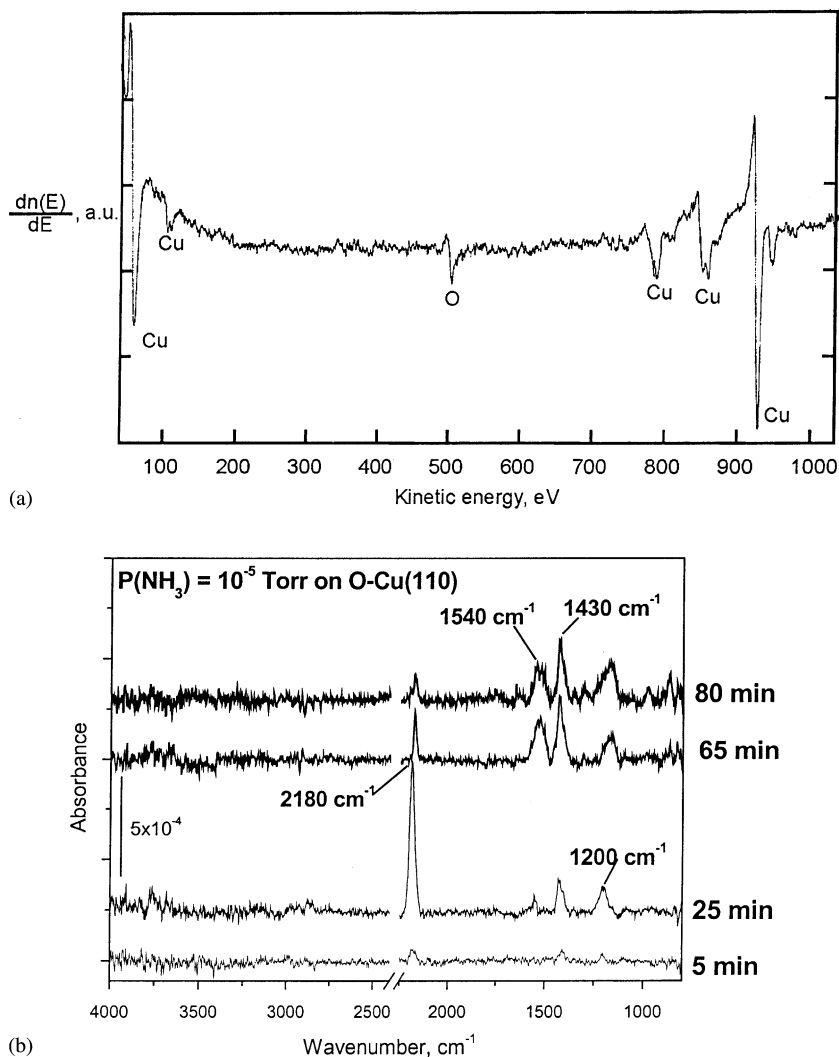 dn(E)
dE
, a.u.
Cu
Cu
O
Cu
Cu
Cu
100 200 300 400 500 600 700 800 900 1000
Kinetic energy, eV
(a)
P(NH₃) = 10⁻⁵ Torr on O-Cu(110)
1540 cm⁻¹
1430 cm⁻¹
80 min
65 min
2180 cm⁻¹
5x10⁻⁴
1200 cm⁻¹
25 min
5 min
Absorbance
4000 3500 3000 2500 2000 1500 1000
Wavenumber, cm⁻¹
(b)